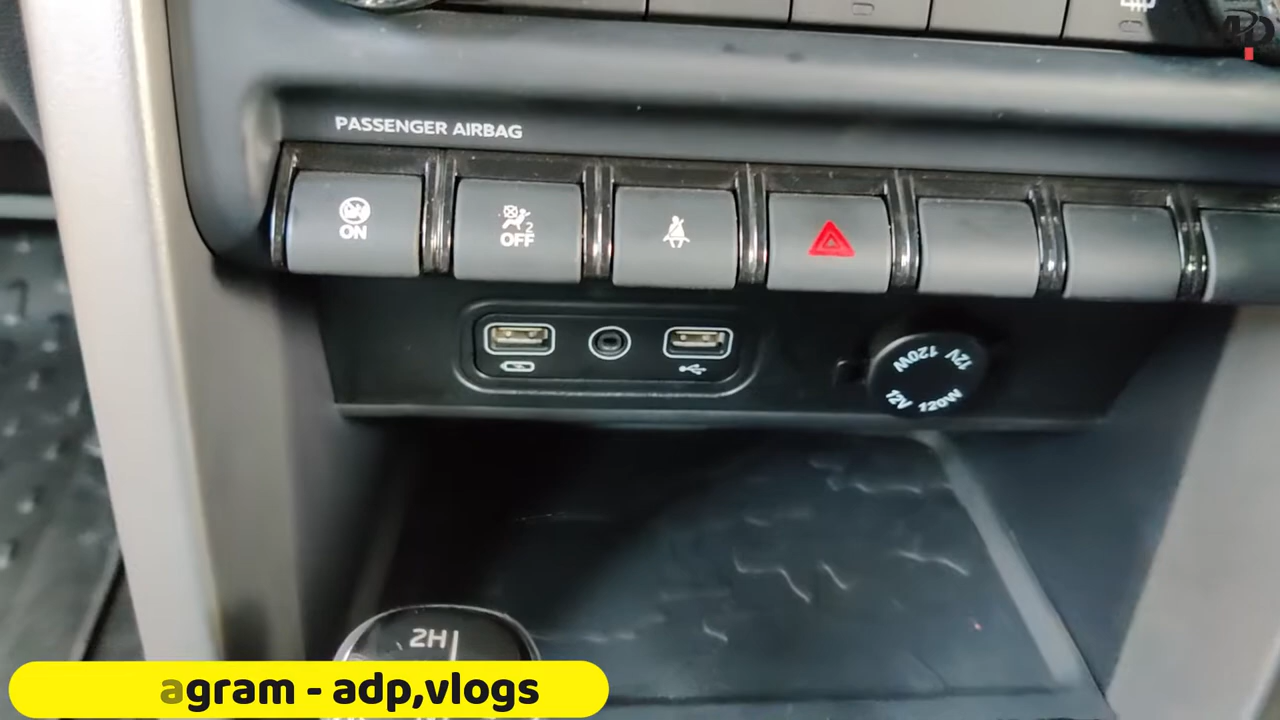 PASSENGER AIRBAG
ON
2
OFF
120W 12V
12V 120W
2H
agram - adp,vlogs